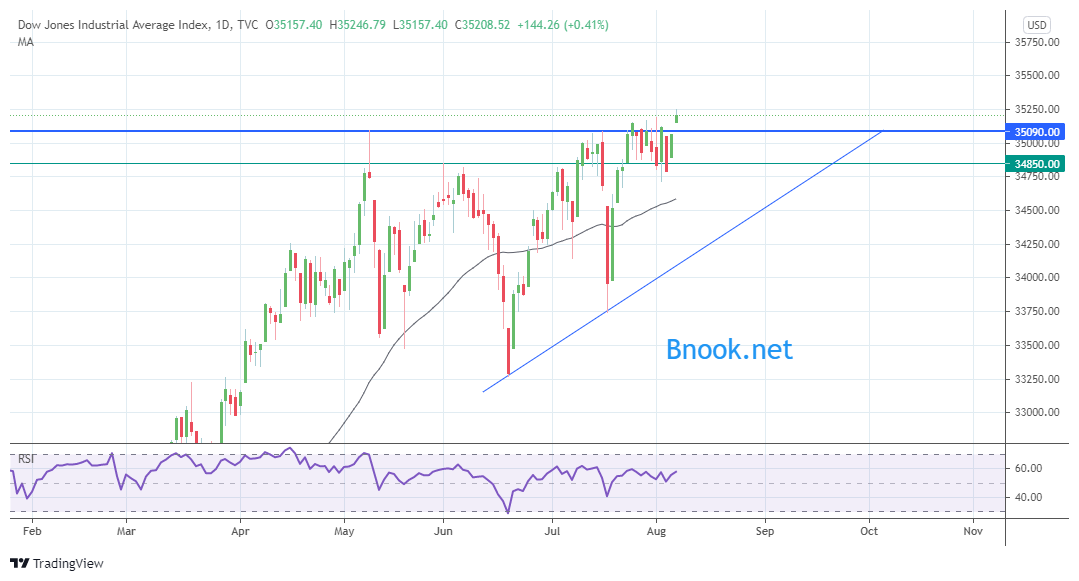 Dow Jones Industrial Average Index, 1D, TVC O35157.40 H35246.79 L35157.40 C35208.52 +144.26 (+0.41%)
MA
USD
35750.00
35500.00
35250.00
35090.00
35000.00
34850.00
34750.00
34500.00
34250.00
34000.00
33750.00
33500.00
33250.00
33000.00
Bnook.net
RSI
60.00
40.00
Feb Mar Apr May Jun Jul Aug Sep Oct Nov
TradingView